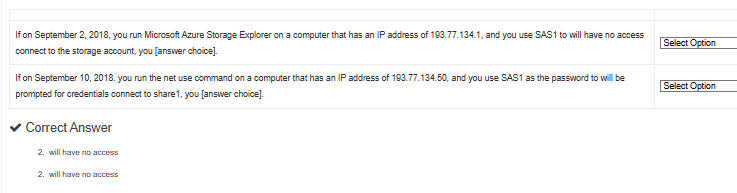 If on September 2, 2018, you run Microsoft Azure Storage Explorer on a computer that has an IP address of 193.77.134.1, and you use SAS1 to will have no access
connect to the storage account, you [answer choice].
Select Option
If on September 10, 2018. you run the net use command on a computer that has an IP address of 193.77.134.50, and you use SAS1 as the password to will be
prompted for credentials connect to share1, you [answer choice].
Select Option
✔ Correct Answer
2. will have no access
2. will have no access